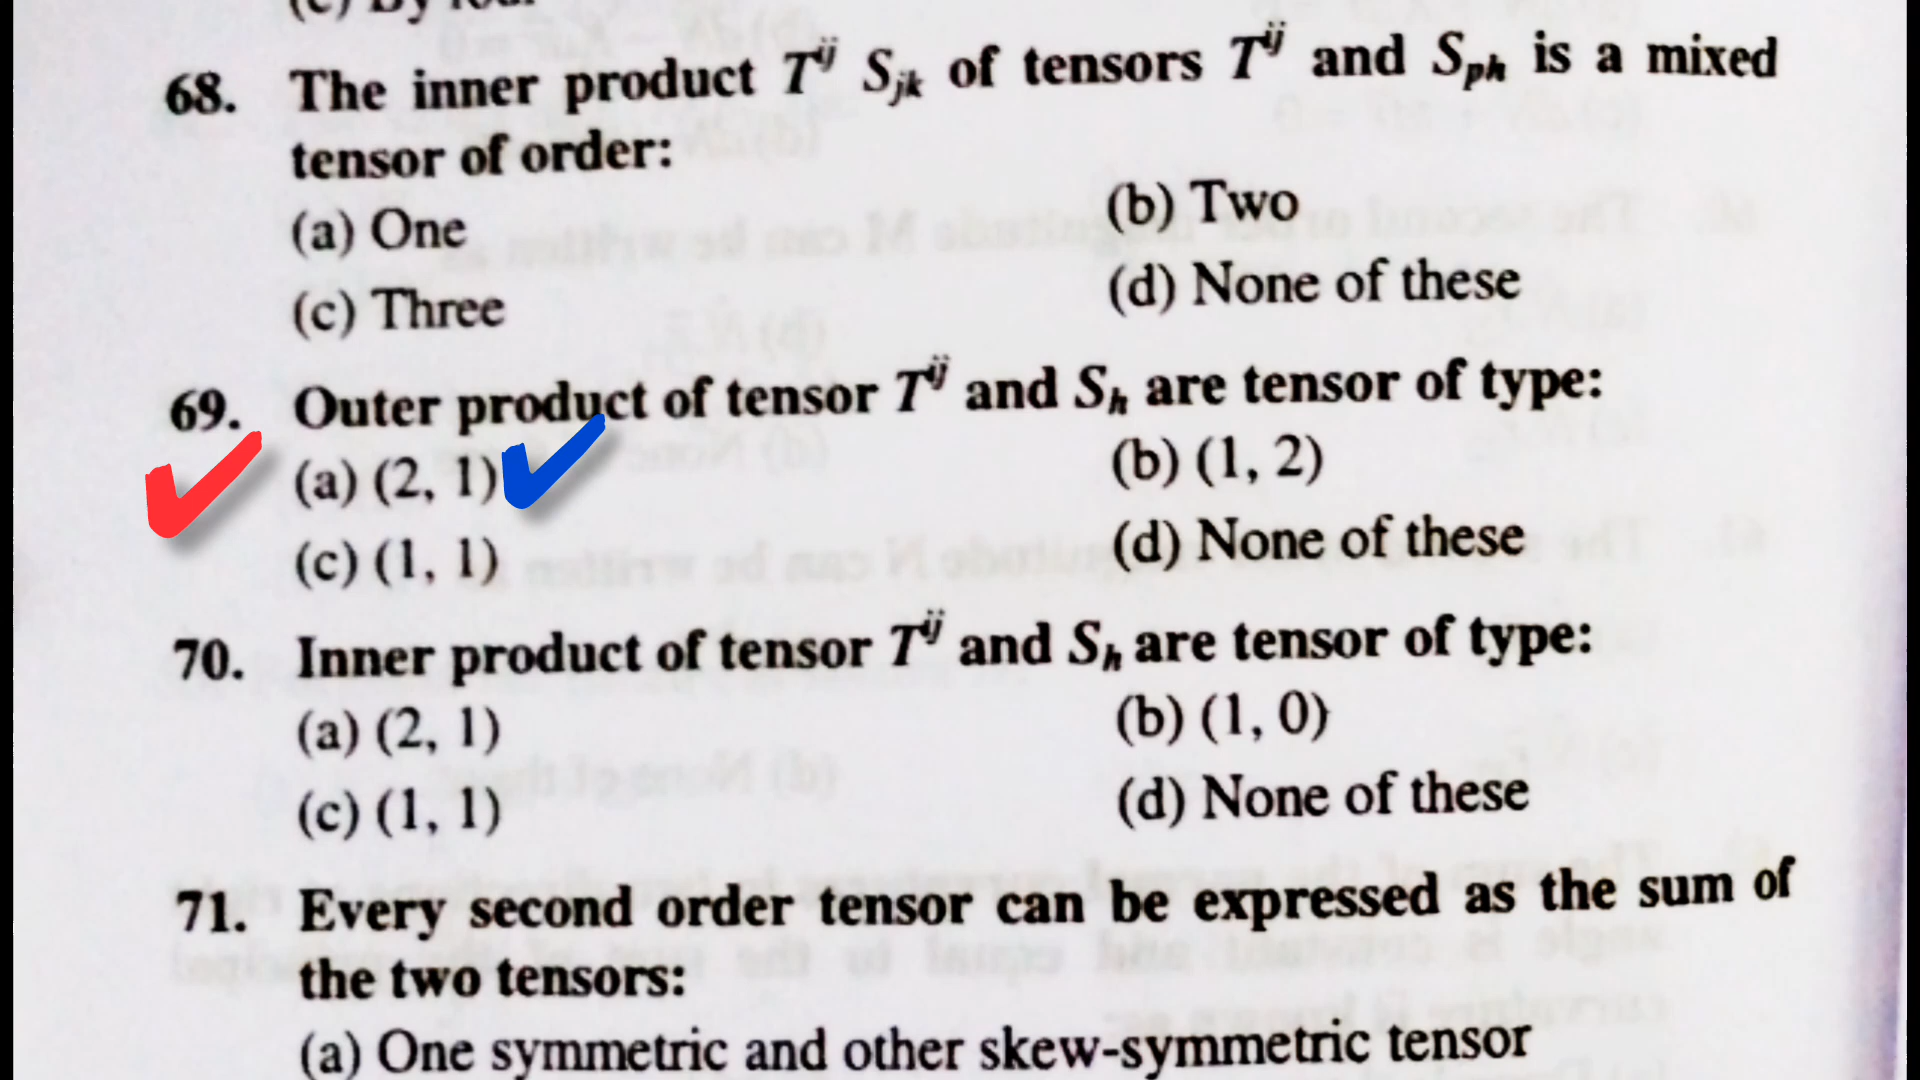 (c) By four
68. The inner product T^ij S_jk of tensors T^ij and S_ph is a mixed
tensor of order:
(a) One (b) Two
(c) Three (d) None of these
69. Outer product of tensor T^ij and S_h are tensor of type:
(a) (2, 1) (b) (1, 2)
(c) (1, 1) (d) None of these
70. Inner product of tensor T^ij and S_h are tensor of type:
(a) (2, 1) (b) (1, 0)
(c) (1, 1) (d) None of these
71. Every second order tensor can be expressed as the sum of
the two tensors:
(a) One symmetric and other skew-symmetric tensor